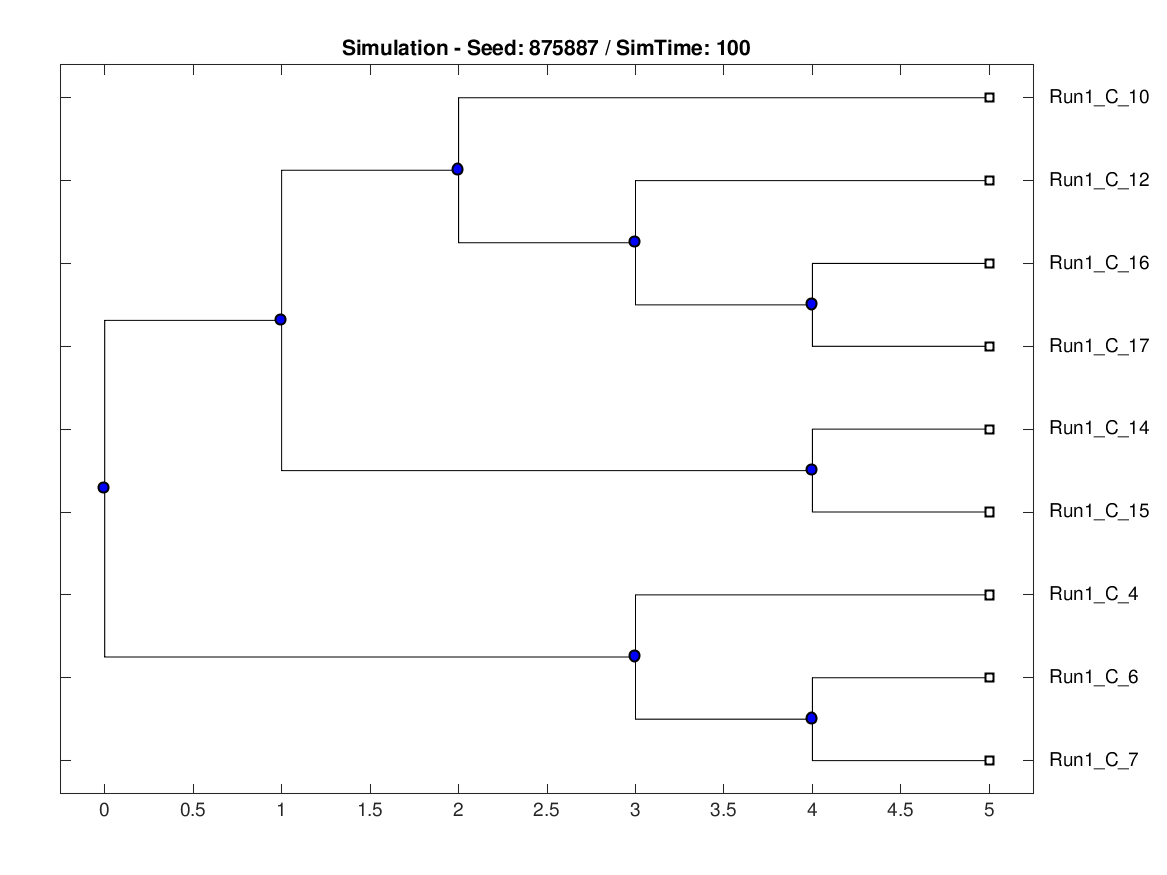 Simulation - Seed: 875887 / SimTime: 100
Run1_C_10
Run1_C_12
Run1_C_16
Run1_C_17
Run1_C_14
Run1_C_15
Run1_C_4
Run1_C_6
Run1_C_7
0 0.5 1 1.5 2 2.5 3 3.5 4 4.5 5